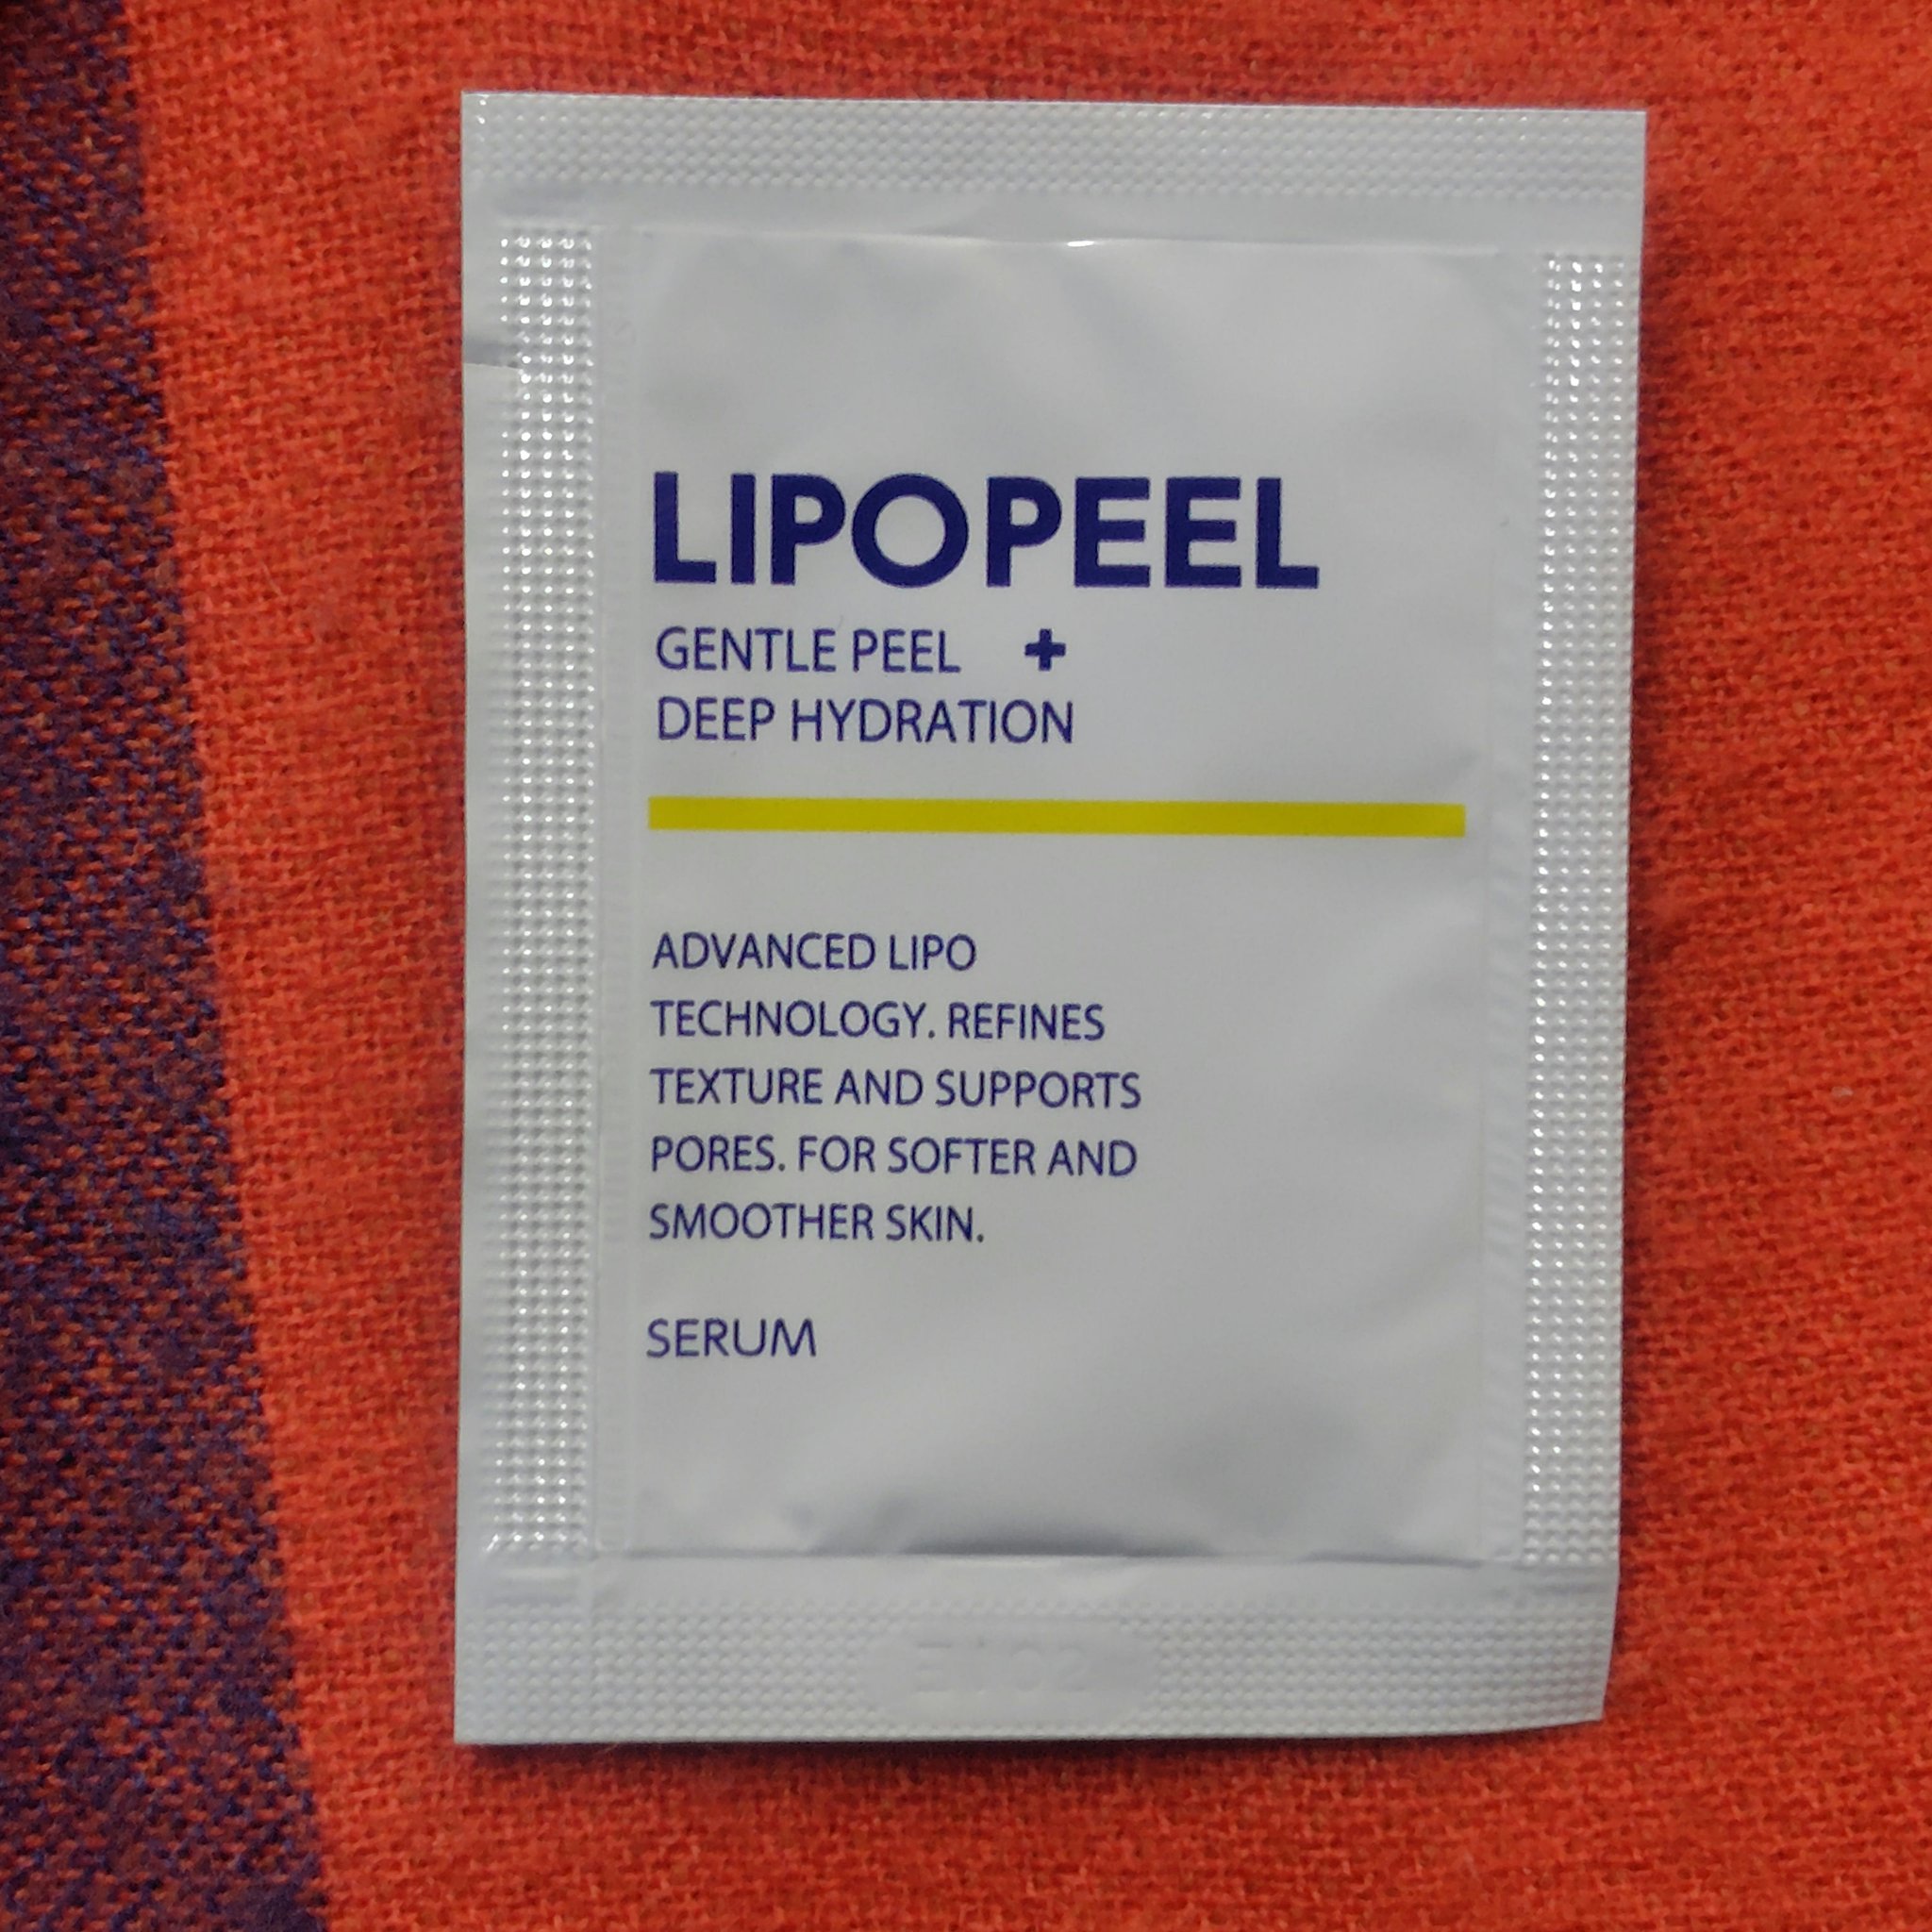 LIPOPEEL
GENTLE PEEL +
DEEP HYDRATION
ADVANCED LIPO
TECHNOLOGY. REFINES
TEXTURE AND SUPPORTS
PORES. FOR SOFTER AND
SMOOTHER SKIN.
SERUM